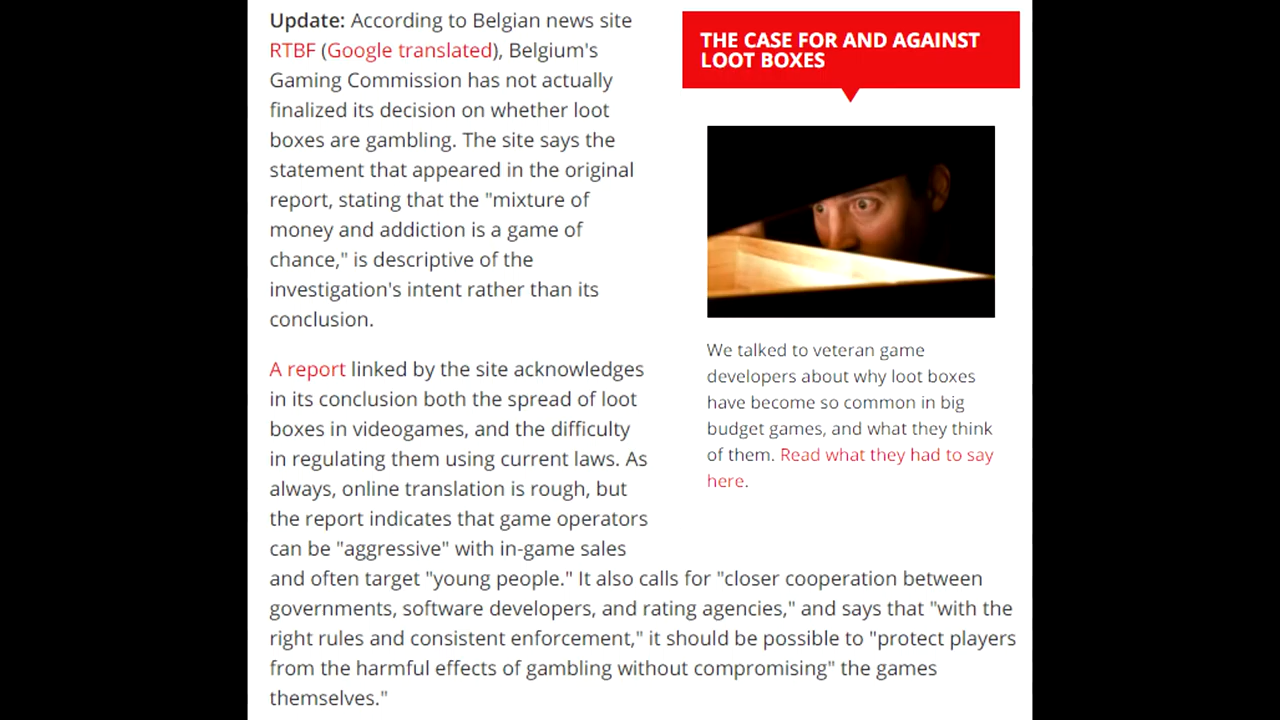 Update: According to Belgian news site
RTBF (Google translated), Belgium's
Gaming Commission has not actually
finalized its decision on whether loot
boxes are gambling. The site says the
statement that appeared in the original
report, stating that the "mixture of
money and addiction is a game of
chance," is descriptive of the
investigation's intent rather than its
conclusion.
A report linked by the site acknowledges
in its conclusion both the spread of loot
boxes in videogames, and the difficulty
in regulating them using current laws. As
always, online translation is rough, but
the report indicates that game operators
can be "aggressive" with in-game sales
and often target "young people." It also calls for "closer cooperation between
governments, software developers, and rating agencies," and says that "with the
right rules and consistent enforcement," it should be possible to "protect players
from the harmful effects of gambling without compromising" the games
themselves."
THE CASE FOR AND AGAINST
LOOT BOXES
We talked to veteran game
developers about why loot boxes
have become so common in big
budget games, and what they think
of them. Read what they had to say
here.